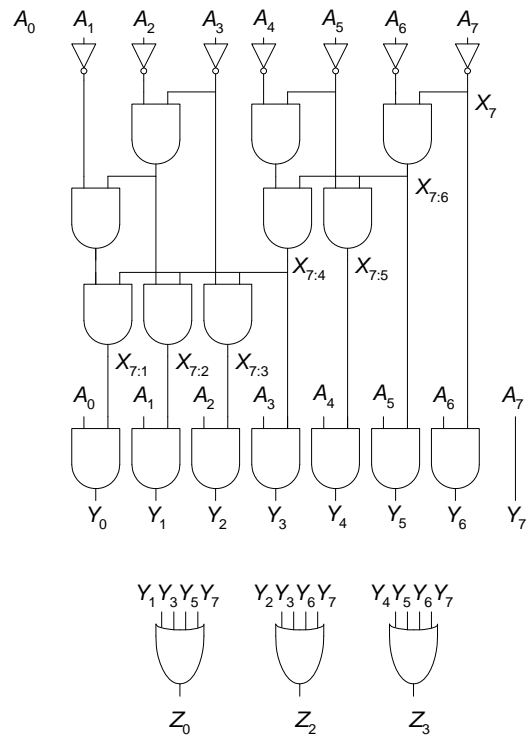 A0 A1 A2 A3 A4 A5 A6 A7
X7
X7:6
X7:4 X7:5
X7:1 X7:2 X7:3
A0 A1 A2 A3 A4 A5 A6 A7
Y0 Y1 Y2 Y3 Y4 Y5 Y6 Y7
Y1 Y3 Y5 Y7 Y2 Y3 Y6 Y7 Y4 Y5 Y6 Y7
Z0 Z2 Z3